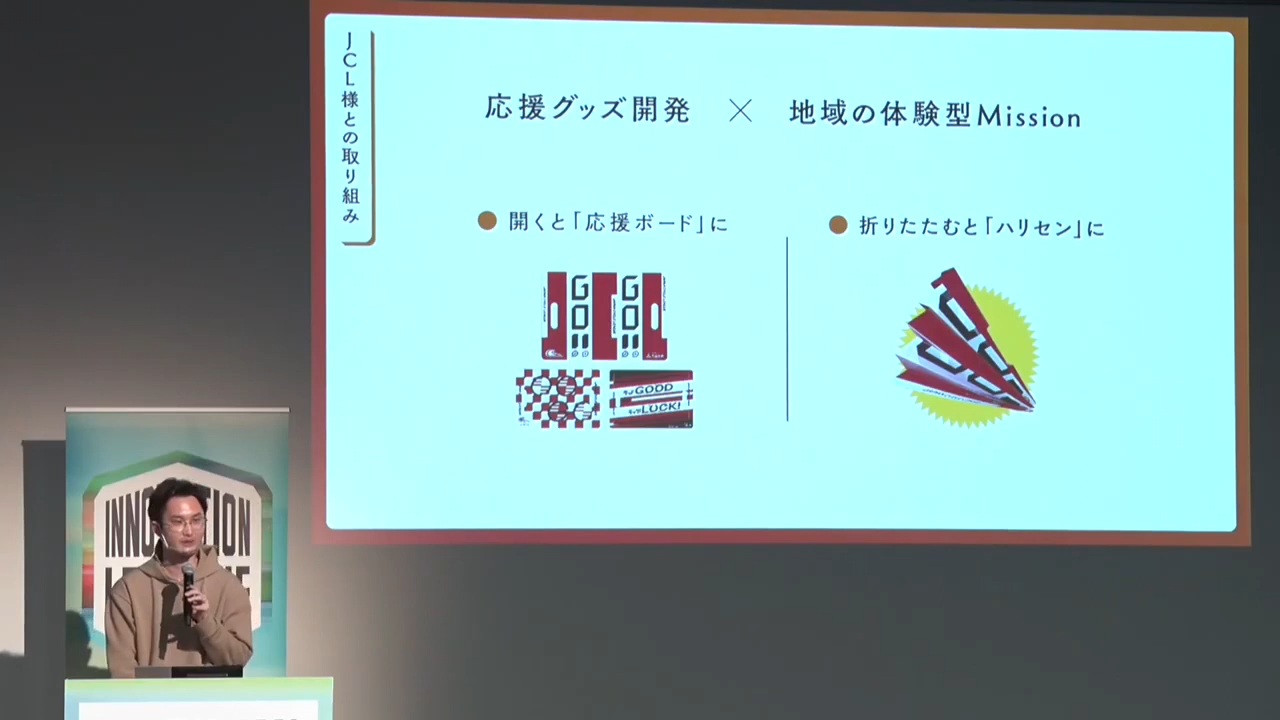 JCL様との取り組み
応援グッズ開発 × 地域の体験型Mission
開くと「応援ボード」に
折りたたむと「ハリセン」に
GO!!
GO!!
GOOD
LUCK!